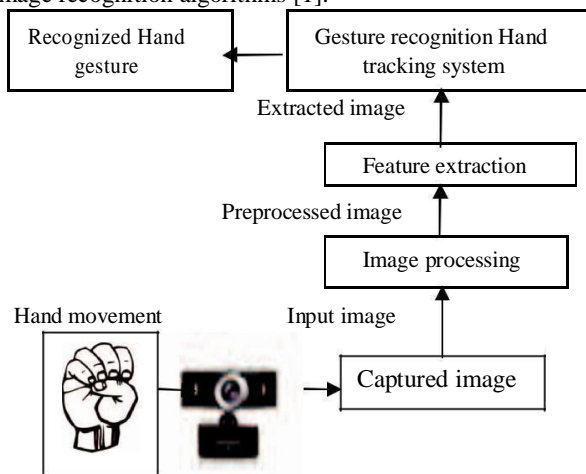 mage recognition algorithms [1].
Recognized Hand
gesture
Gesture recognition Hand
tracking system
Extracted image
Feature extraction
Preprocessed image
Image processing
Hand movement
Input image
Captured image